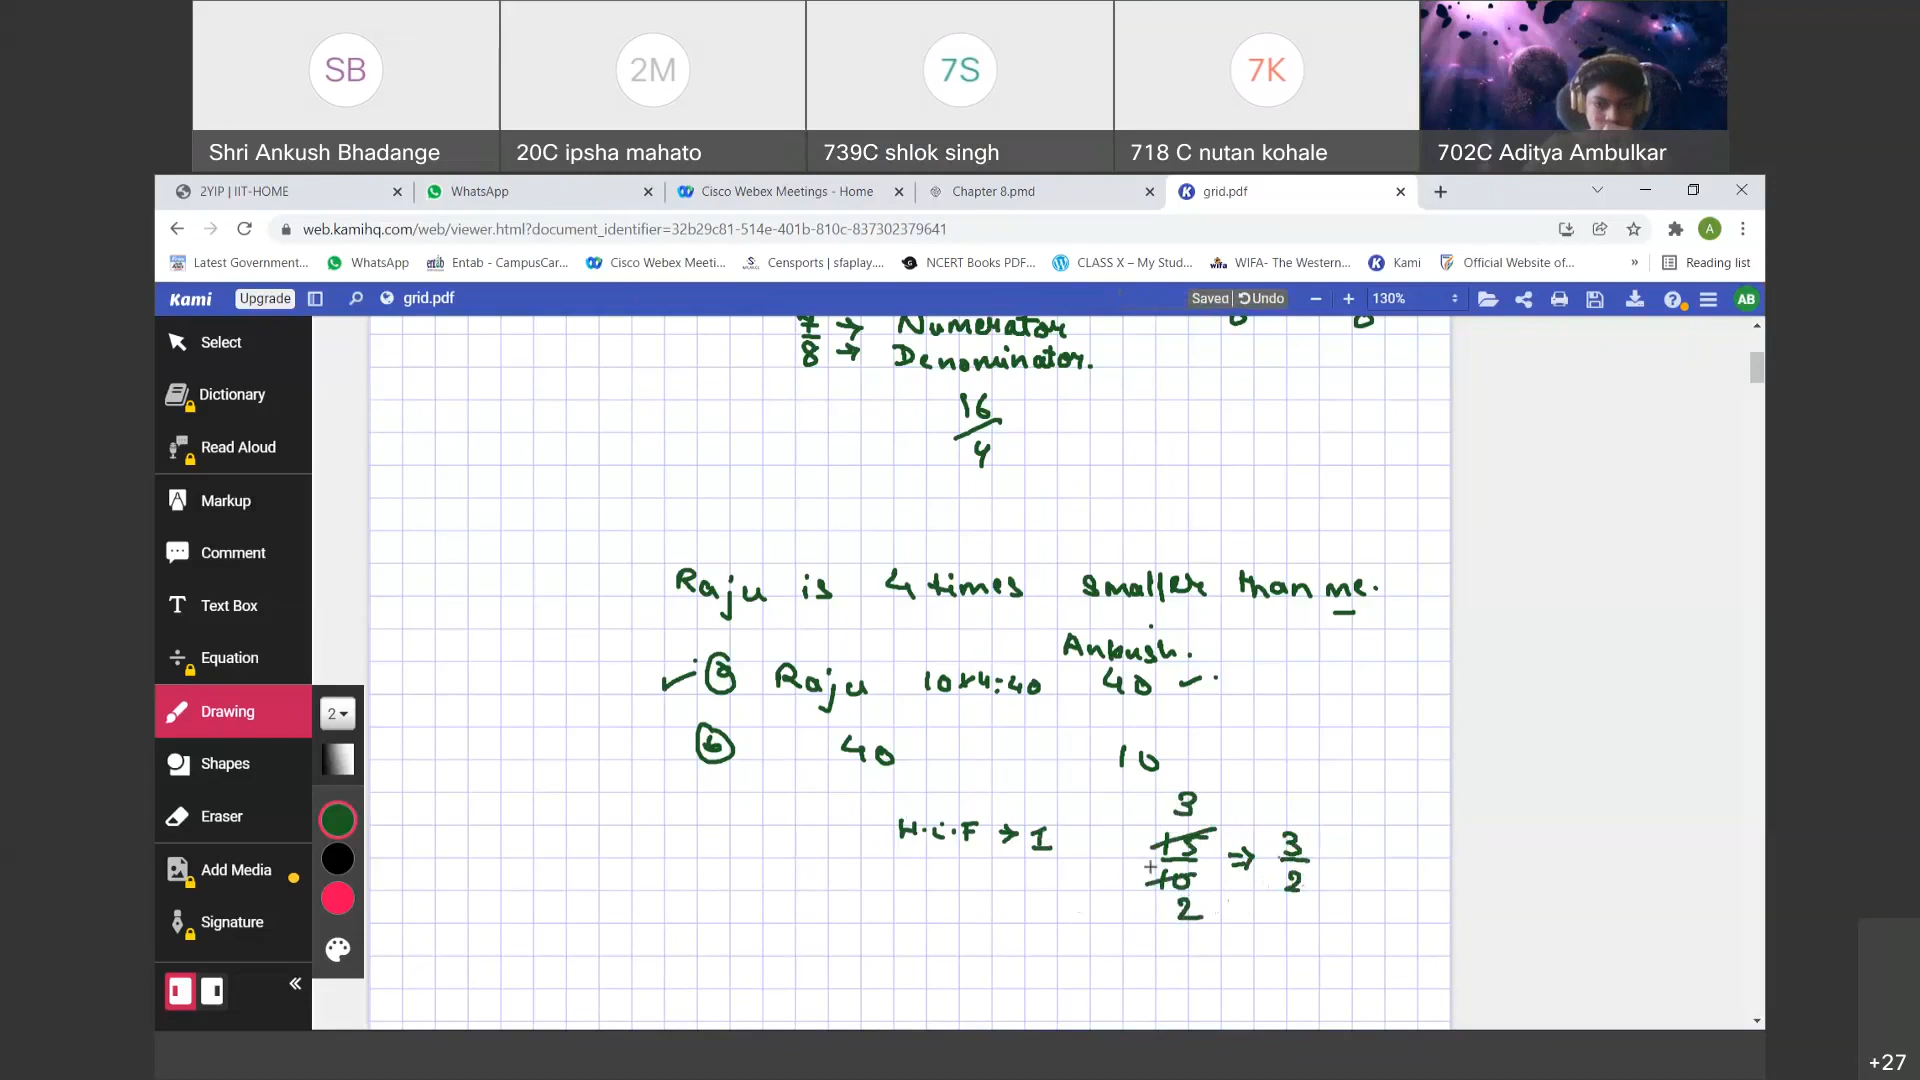 SB
2M
7S
7K
Shri Ankush Bhadange
20C ipsha mahato
739C shlok singh
718 C nutan kohale
702C Aditya Ambulkar
2YIP | IIT-HOME
WhatsApp
Cisco Webex Meetings - Home
Chapter 8.pmd
grid.pdf
web.kamihq.com/web/viewer.html?document_identifier=32b29c81-514e-401b-810c-837302379641
A
Latest Government...
WhatsApp
Entab - CampusCar...
Cisco Webex Meeti...
Censports | sfaplay....
NCERT Books PDF...
CLASS X – My Stud...
WIFA- The Western...
Kami
Official Website of...
»
Reading list
Kami
Upgrade
grid.pdf
Saved
Undo
130%
AB
Select
Dictionary
Read Aloud
Markup
Comment
Text Box
Equation
Drawing
Shapes
Eraser
Add Media
Signature
2
7 → Numerator
8 → Denominator.
16
4
Raju is 4 times smaller than me.
Ankush.
Raju 10x4:40 40
40 10
3
H.C.F → 1 15 ⇒ 3
10 2
2
+27